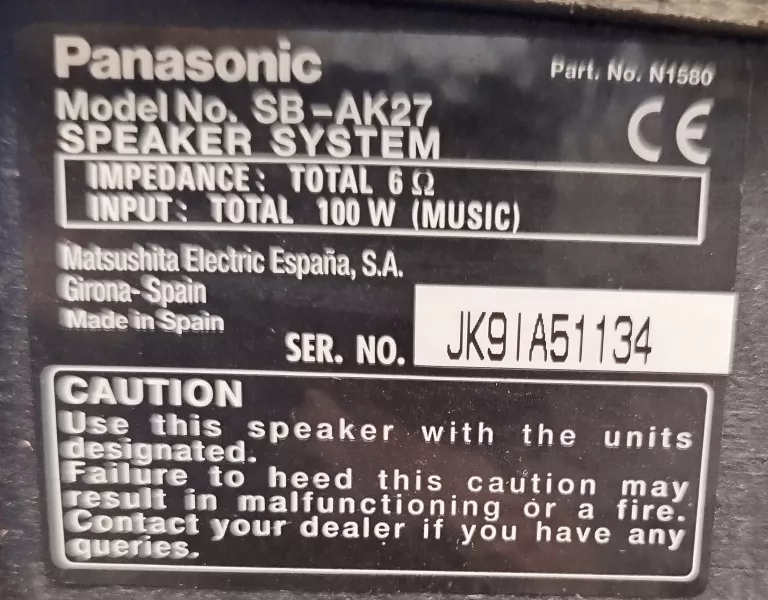 Panasonic
Part. No. N1580
Model No. SB-AK27
SPEAKER SYSTEM
CE
IMPEDANCE: TOTAL 6 Ω
INPUT: TOTAL 100 W (MUSIC)
Matsushita Electric España, S.A.
Girona-Spain
Made in Spain
SER. NO. JK9IA51134
CAUTION
Use this speaker with the units
designated.
Failure to heed this caution may
result in malfunctioning or a fire.
Contact your dealer if you have any
queries.